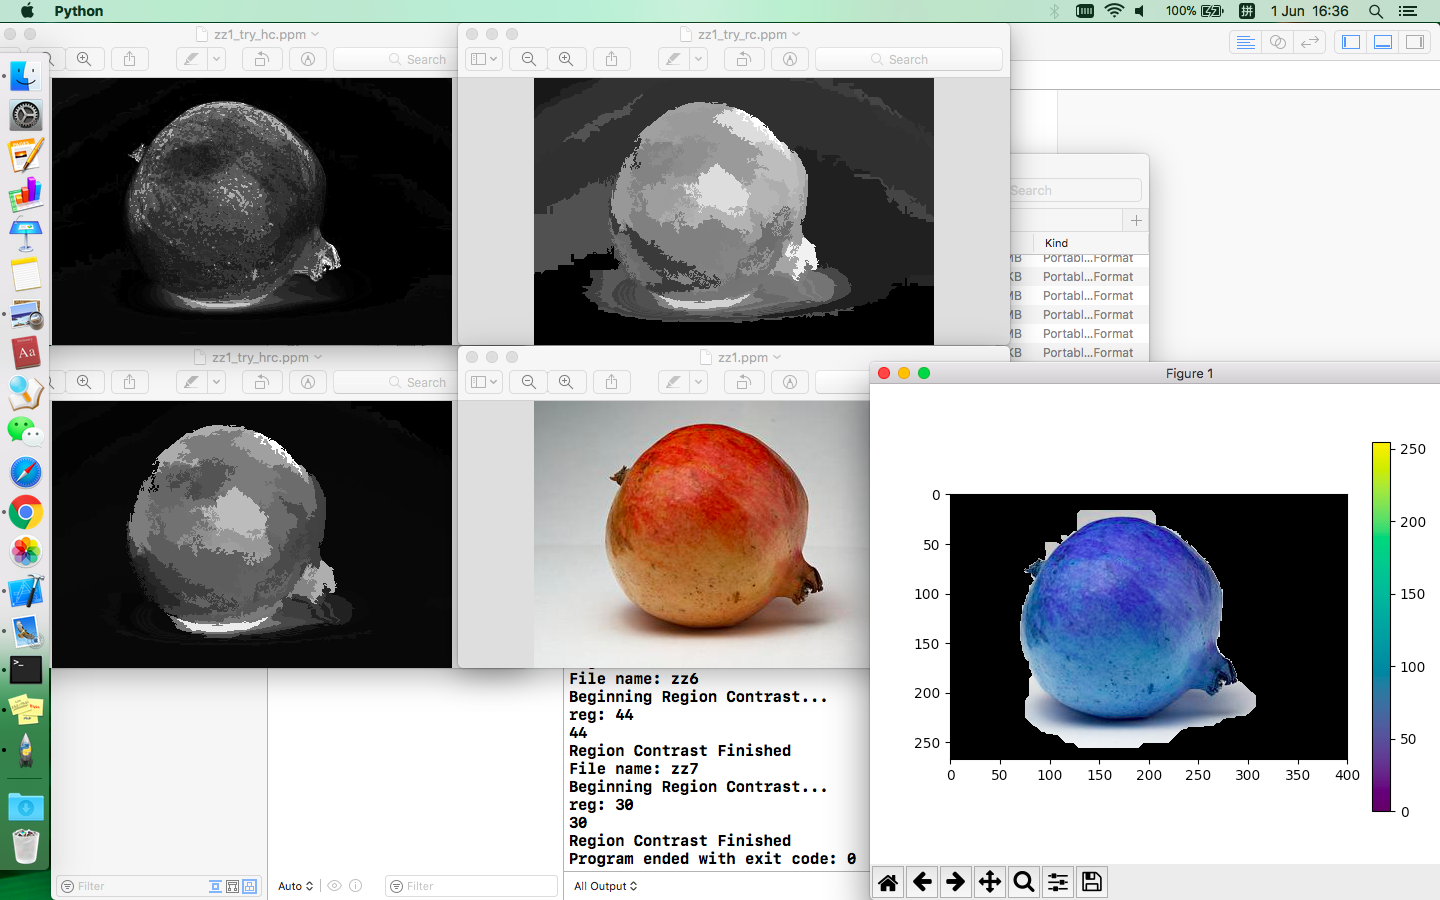 Python
100%
拼
1 Jun 16:36
zz1_try_hc.ppm
Search
zz1_try_rc.ppm
Search
Search
Kind
MB Portabl...Format
KB Portabl...Format
MB Portabl...Format
MB Portabl...Format
MB Portabl...Format
KB Portabl...Format
zz1_try_hrc.ppm
Search
zz1.ppm
Figure 1
0
50
100
150
200
250
0 50 100 150 200 250 300 350 400
250
200
150
100
50
0
File name: zz6
Beginning Region Contrast...
reg: 44
44
Region Contrast Finished
File name: zz7
Beginning Region Contrast...
reg: 30
30
Region Contrast Finished
Program ended with exit code: 0
Filter
Auto
Filter
All Output
Aa
>_